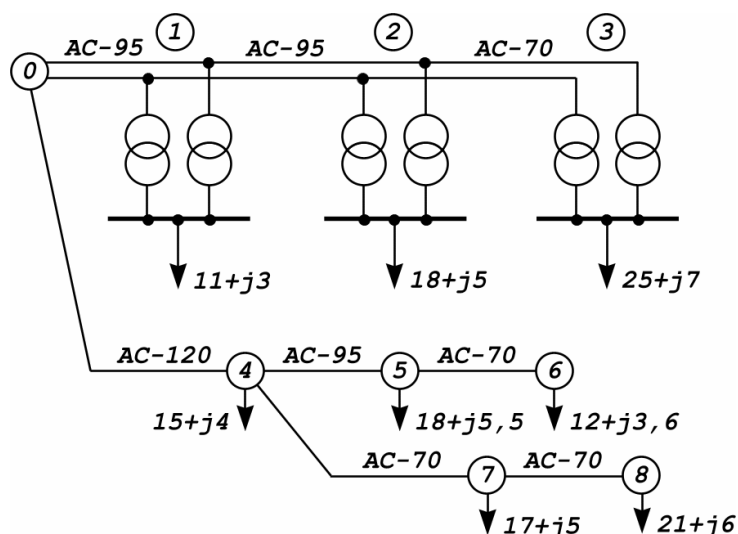 1 2 3
AC-95 AC-95 AC-70
0
11+j3 18+j5 25+j7
AC-120 AC-95 AC-70
4 5 6
15+j4 18+j5,5 12+j3,6
AC-70 AC-70
7 8
17+j5 21+j6